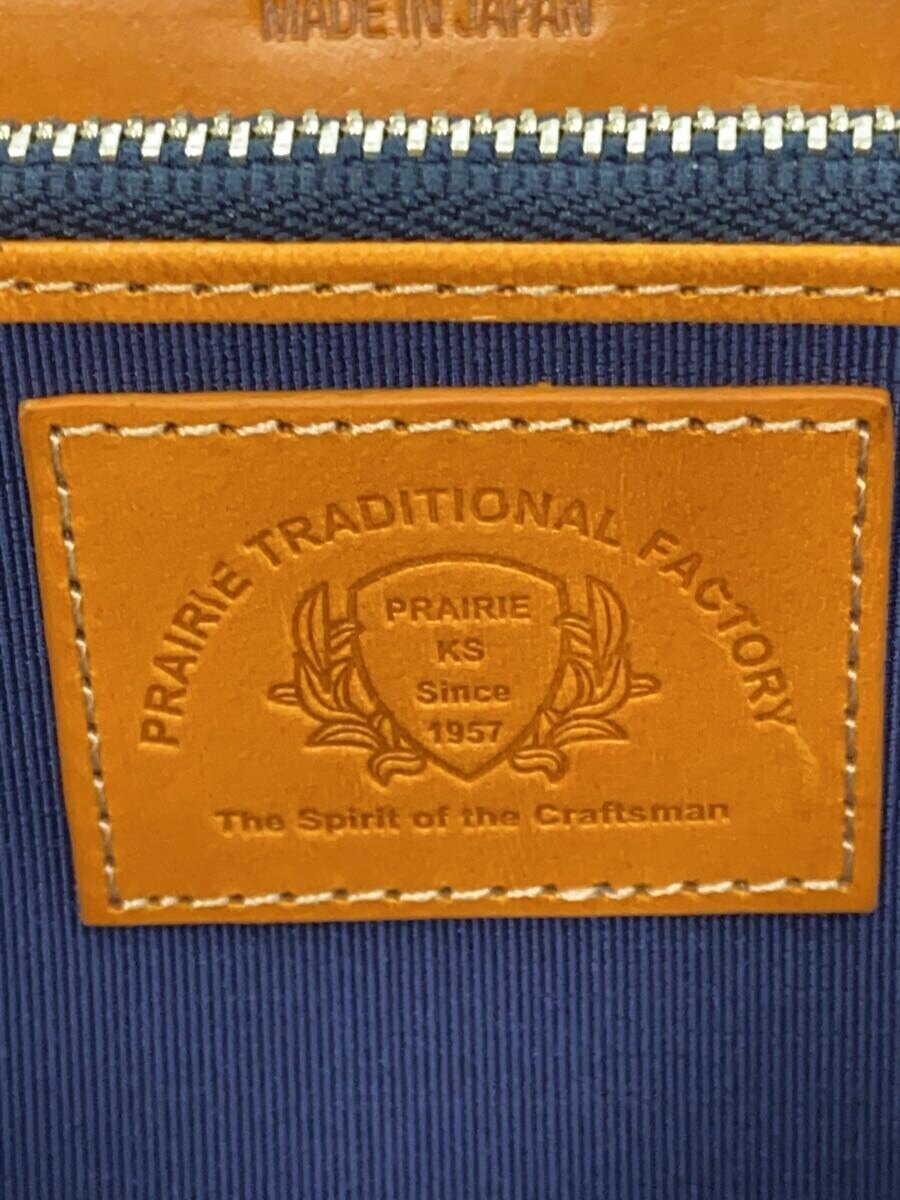 MADE IN JAPAN
PRAIRIE TRADITIONAL FACTORY
PRAIRIE
KS
Since
1957
The Spirit of the Craftsman